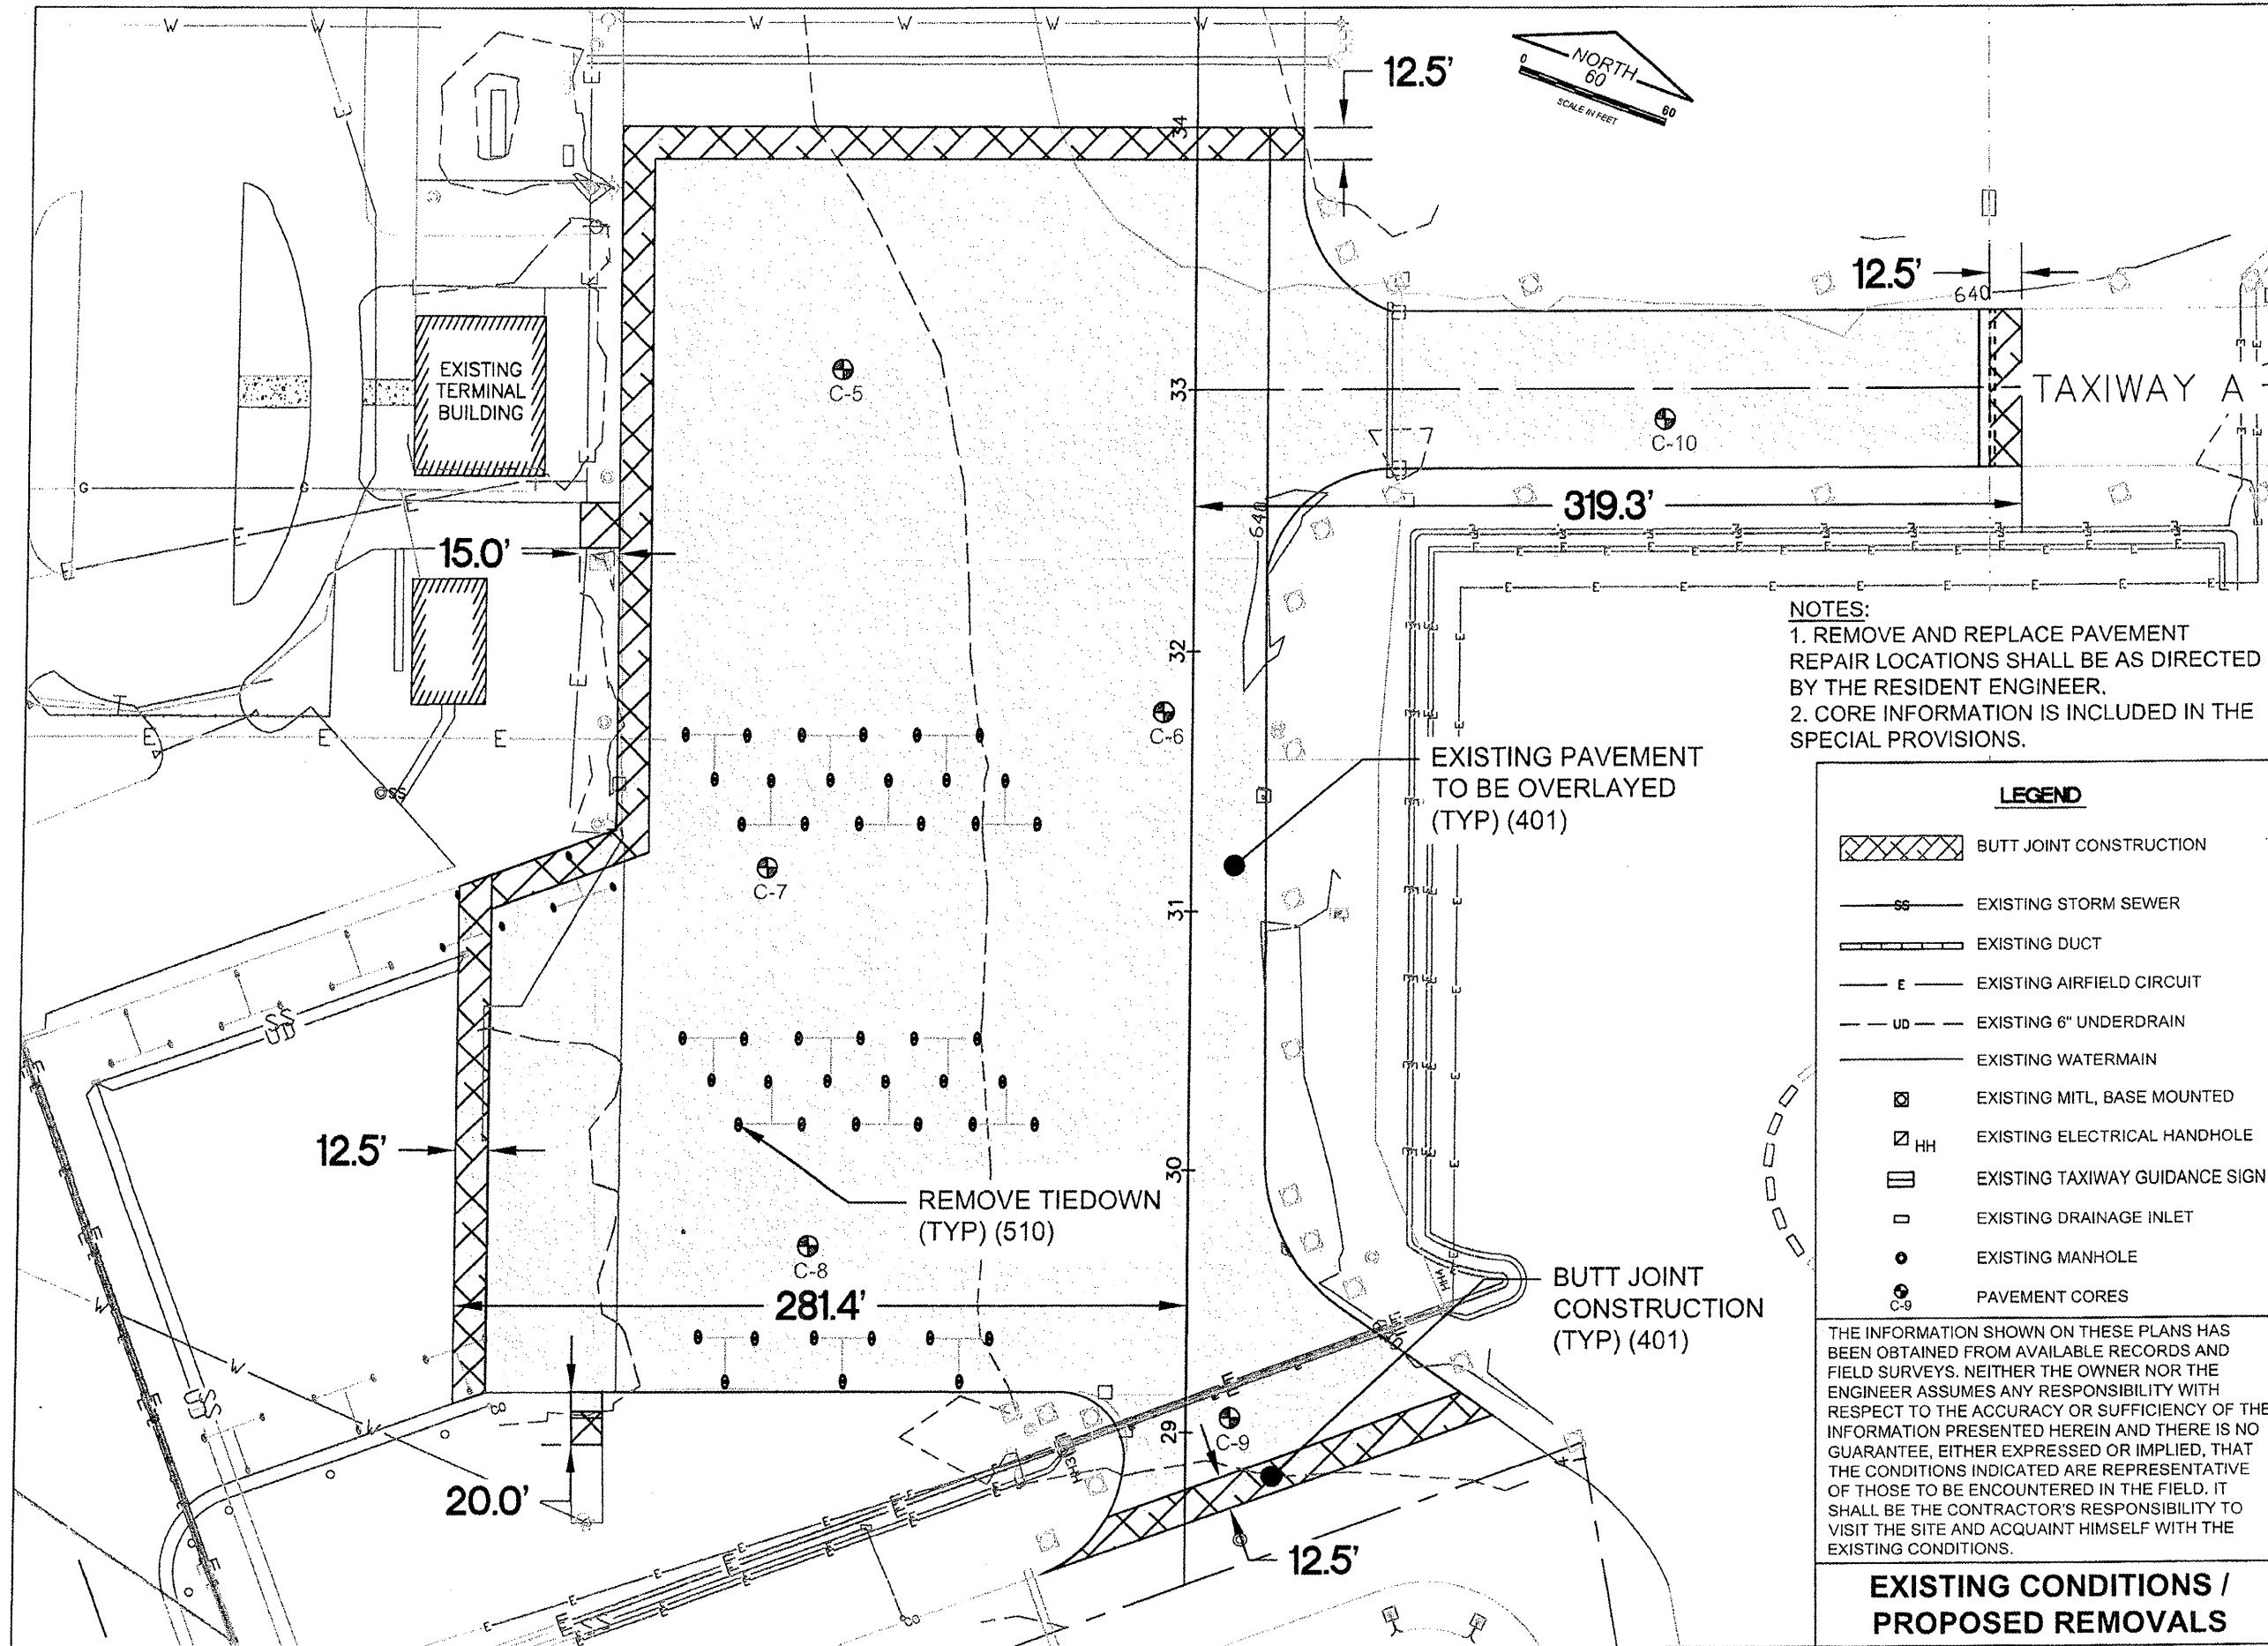 W W W W W W
12.5'
NORTH
0 60 60
SCALE IN FEET
34
12.5'
640
EXISTING
TERMINAL
BUILDING
C-5
33
TAXIWAY A
C-10
G G
E
319.3'
640
15.0'
E
32
C-6
T
E E E
SS
NOTES:
1. REMOVE AND REPLACE PAVEMENT
REPAIR LOCATIONS SHALL BE AS DIRECTED
BY THE RESIDENT ENGINEER.
2. CORE INFORMATION IS INCLUDED IN THE
SPECIAL PROVISIONS.
EXISTING PAVEMENT
TO BE OVERLAYED
(TYP) (401)
C-7
31
12.5'
30
REMOVE TIEDOWN
(TYP) (510)
C-8
281.4'
BUTT JOINT
CONSTRUCTION
(TYP) (401)
29
C-9
20.0'
12.5'
LEGEND
BUTT JOINT CONSTRUCTION
SS EXISTING STORM SEWER
EXISTING DUCT
E EXISTING AIRFIELD CIRCUIT
UD EXISTING 6" UNDERDRAIN
EXISTING WATERMAIN
EXISTING MITL, BASE MOUNTED
HH EXISTING ELECTRICAL HANDHOLE
EXISTING TAXIWAY GUIDANCE SIGN
EXISTING DRAINAGE INLET
EXISTING MANHOLE
C-9 PAVEMENT CORES
THE INFORMATION SHOWN ON THESE PLANS HAS
BEEN OBTAINED FROM AVAILABLE RECORDS AND
FIELD SURVEYS. NEITHER THE OWNER NOR THE
ENGINEER ASSUMES ANY RESPONSIBILITY WITH
RESPECT TO THE ACCURACY OR SUFFICIENCY OF THE
INFORMATION PRESENTED HEREIN AND THERE IS NO
GUARANTEE, EITHER EXPRESSED OR IMPLIED, THAT
THE CONDITIONS INDICATED ARE REPRESENTATIVE
OF THOSE TO BE ENCOUNTERED IN THE FIELD. IT
SHALL BE THE CONTRACTOR'S RESPONSIBILITY TO
VISIT THE SITE AND ACQUAINT HIMSELF WITH THE
EXISTING CONDITIONS.
EXISTING CONDITIONS /
PROPOSED REMOVALS